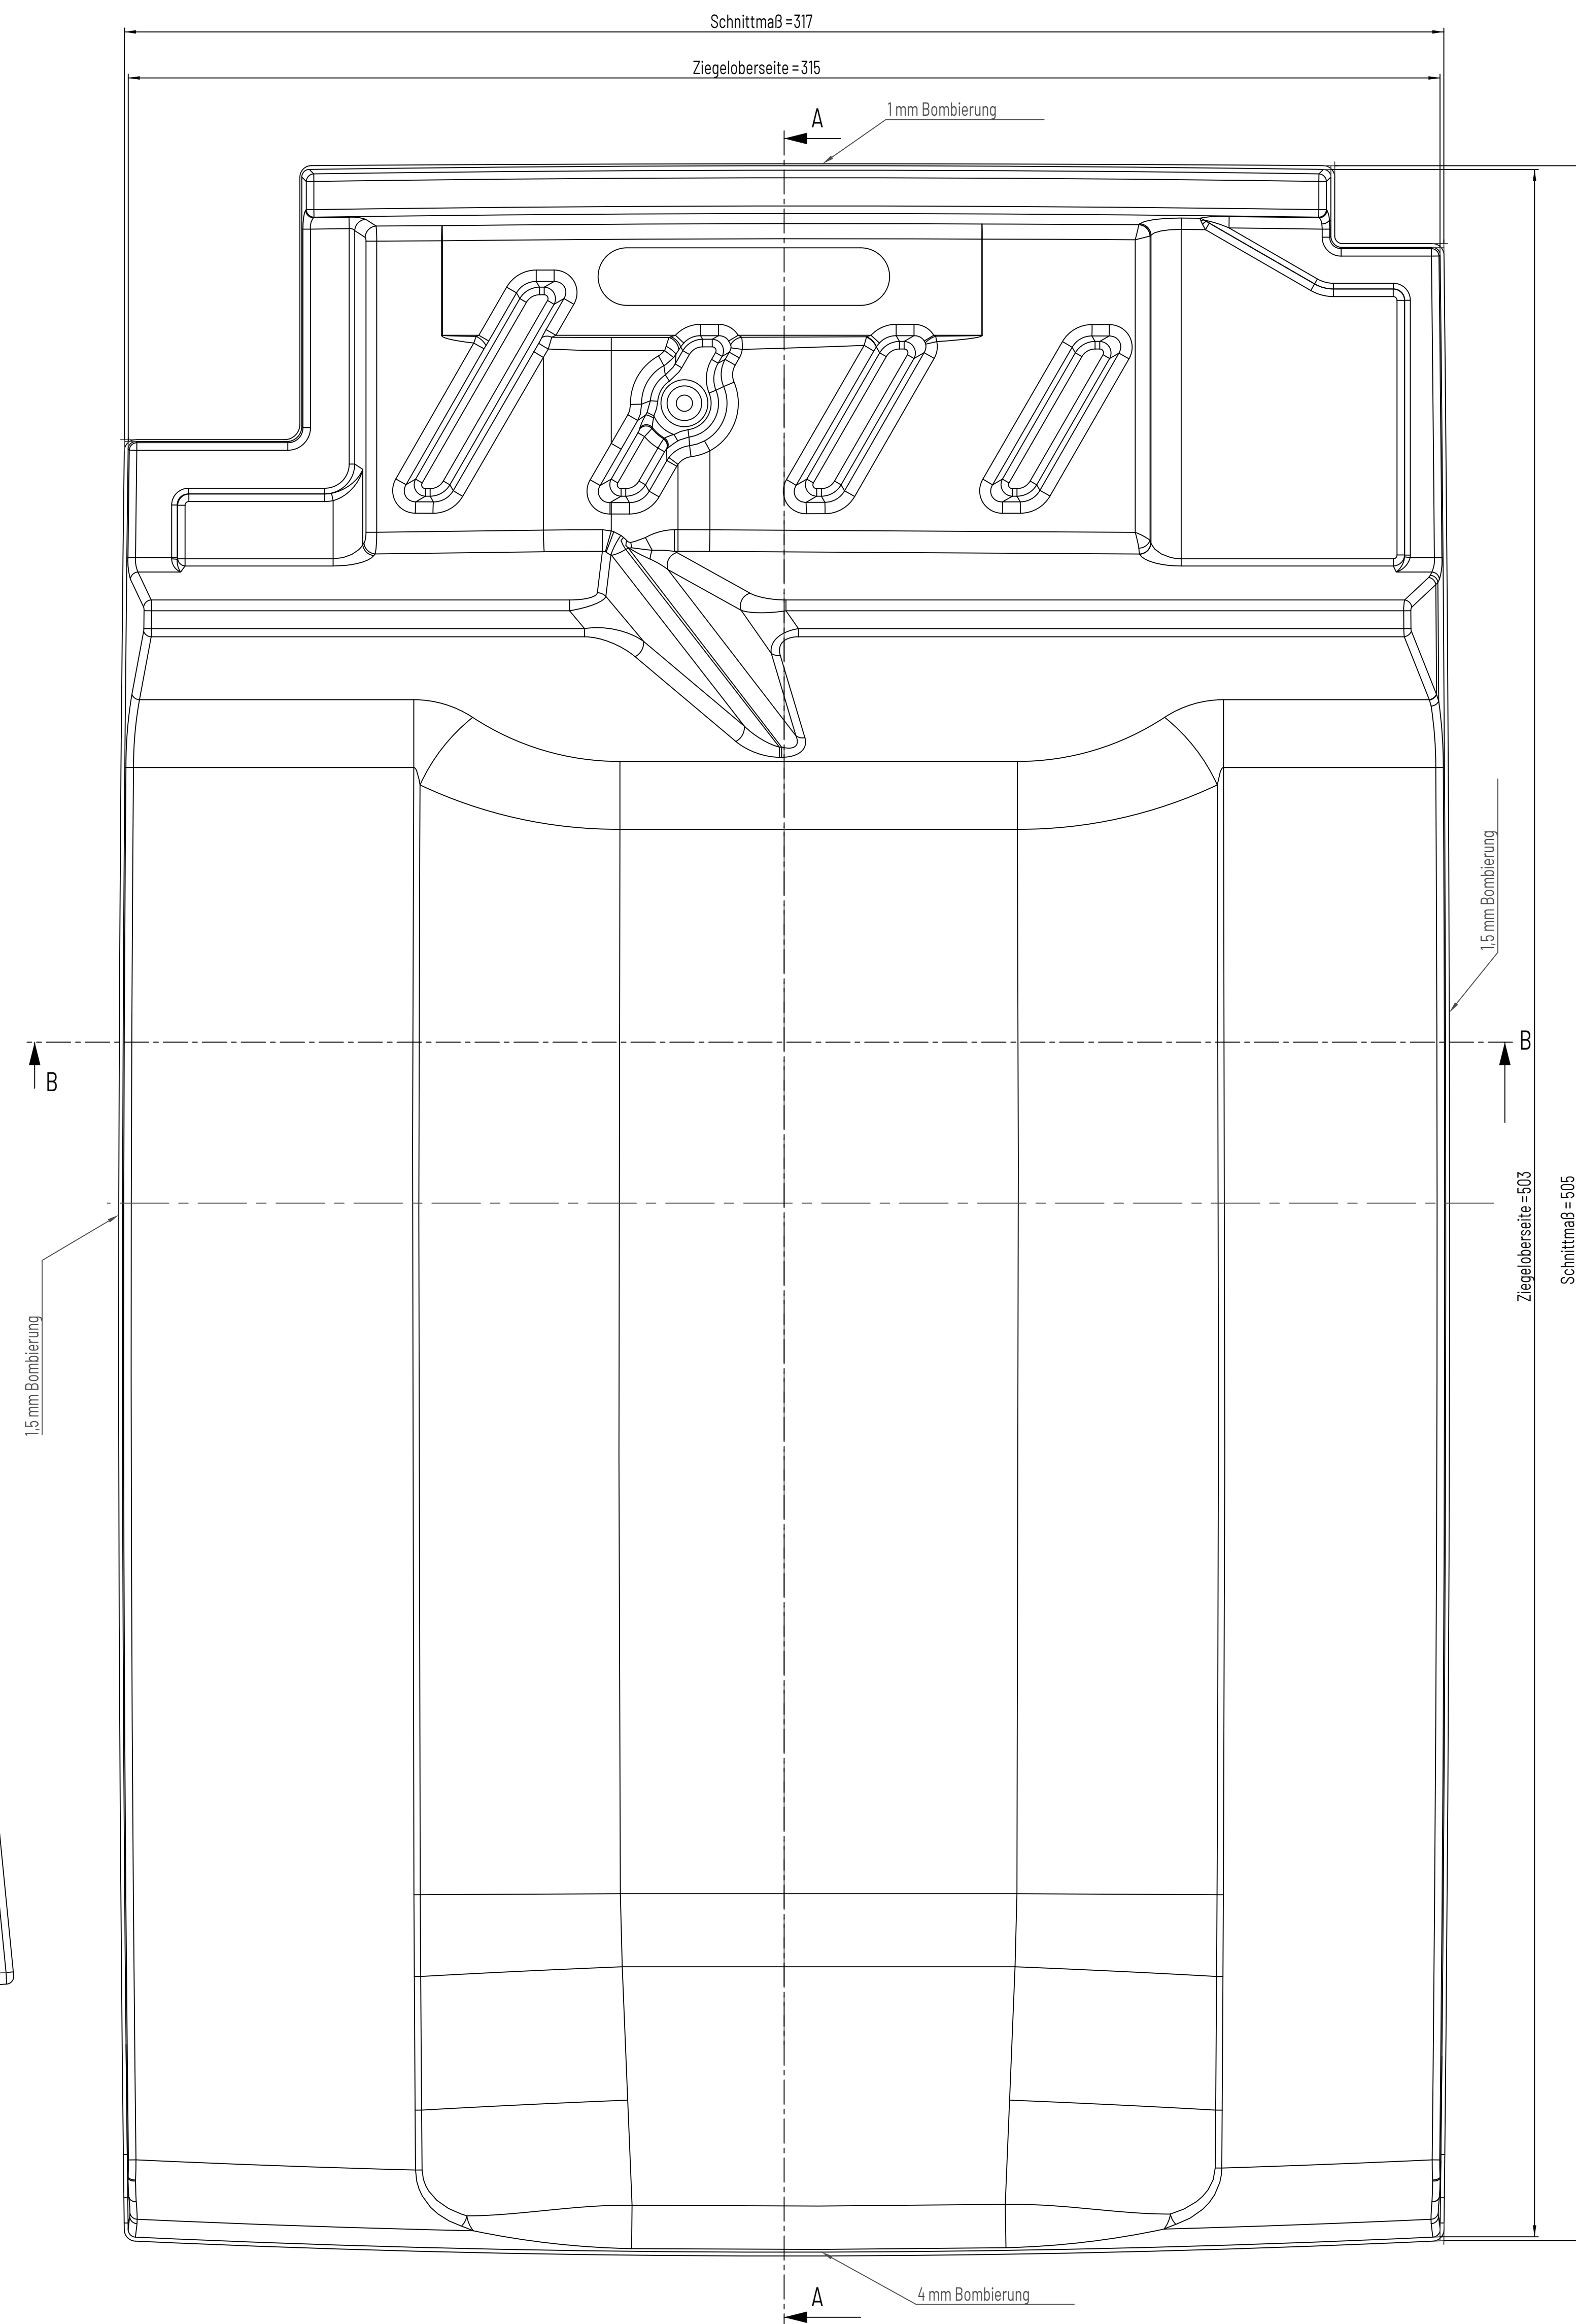 Schnittmaß =317
Ziegeloberseite = 315
A
1 mm Bombierung
1,5 mm Bombierung
B
B
Ziegeloberseite = 503
Schnittmaß = 505
1,5 mm Bombierung
A
4 mm Bombierung